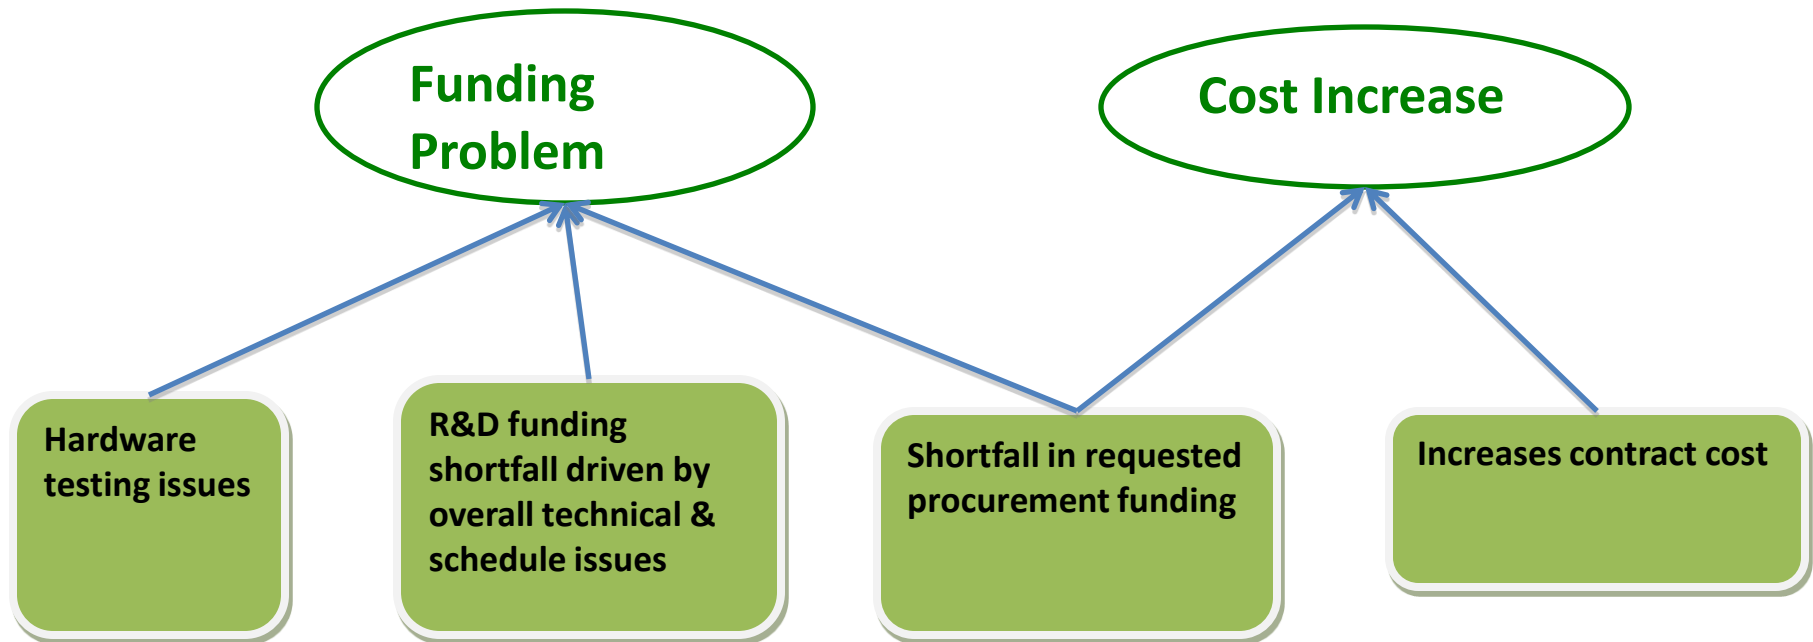 Funding
Problem
Cost Increase
Hardware
testing issues
R&D funding
shortfall driven by
overall technical &
schedule issues
Shortfall in requested
procurement funding
Increases contract cost